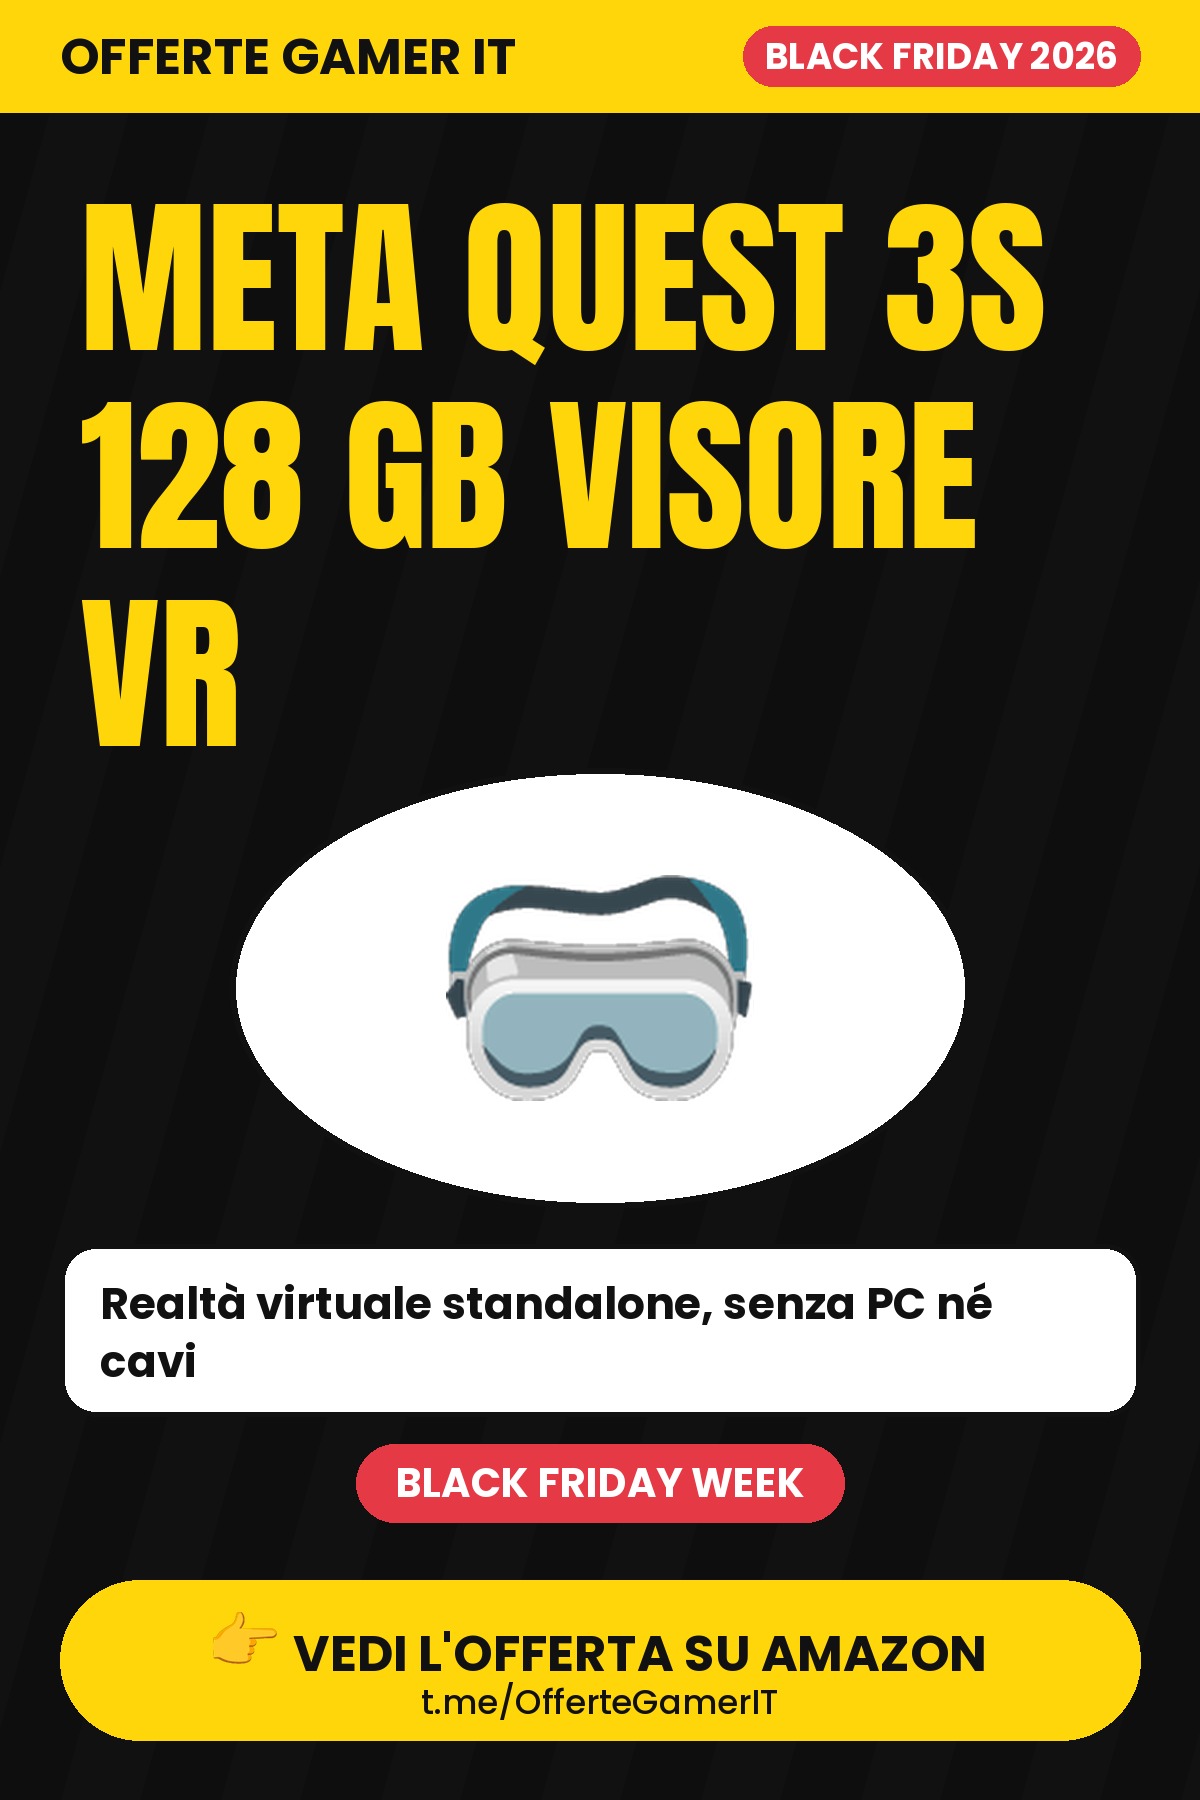 OFFERTE GAMER IT
BLACK FRIDAY 2026
META QUEST 3S
128 GB VISORE
VR
Realtà virtuale standalone, senza PC né
cavi
BLACK FRIDAY WEEK
👉 VEDI L'OFFERTA SU AMAZON
t.me/OfferteGamerIT